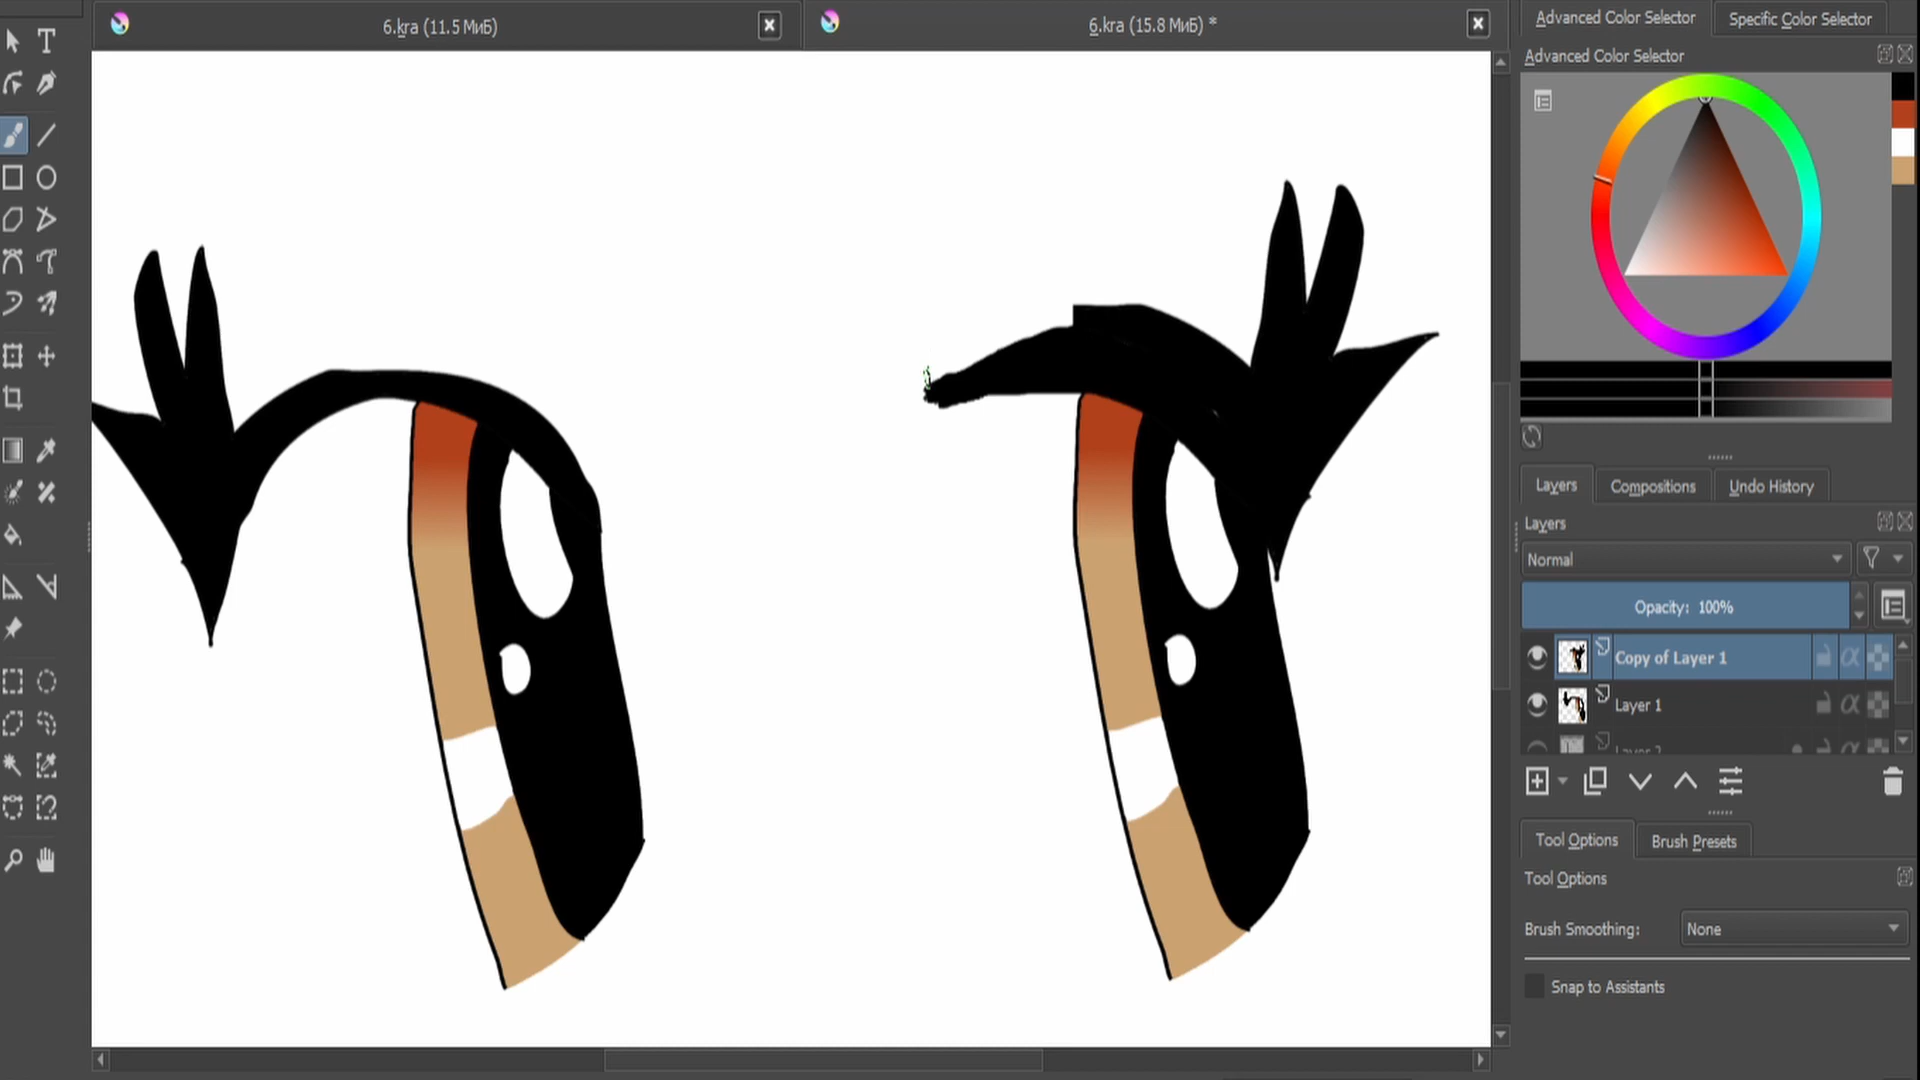 6.kra (11.5 МиБ)
6.kra (15.8 МиБ) *
Advanced Color Selector
Specific Color Selector
Advanced Color Selector
Layers
Compositions
Undo History
Layers
Normal
Opacity: 100%
Copy of Layer 1
Layer 1
Tool Options
Brush Presets
Tool Options
Brush Smoothing:
None
Snap to Assistants